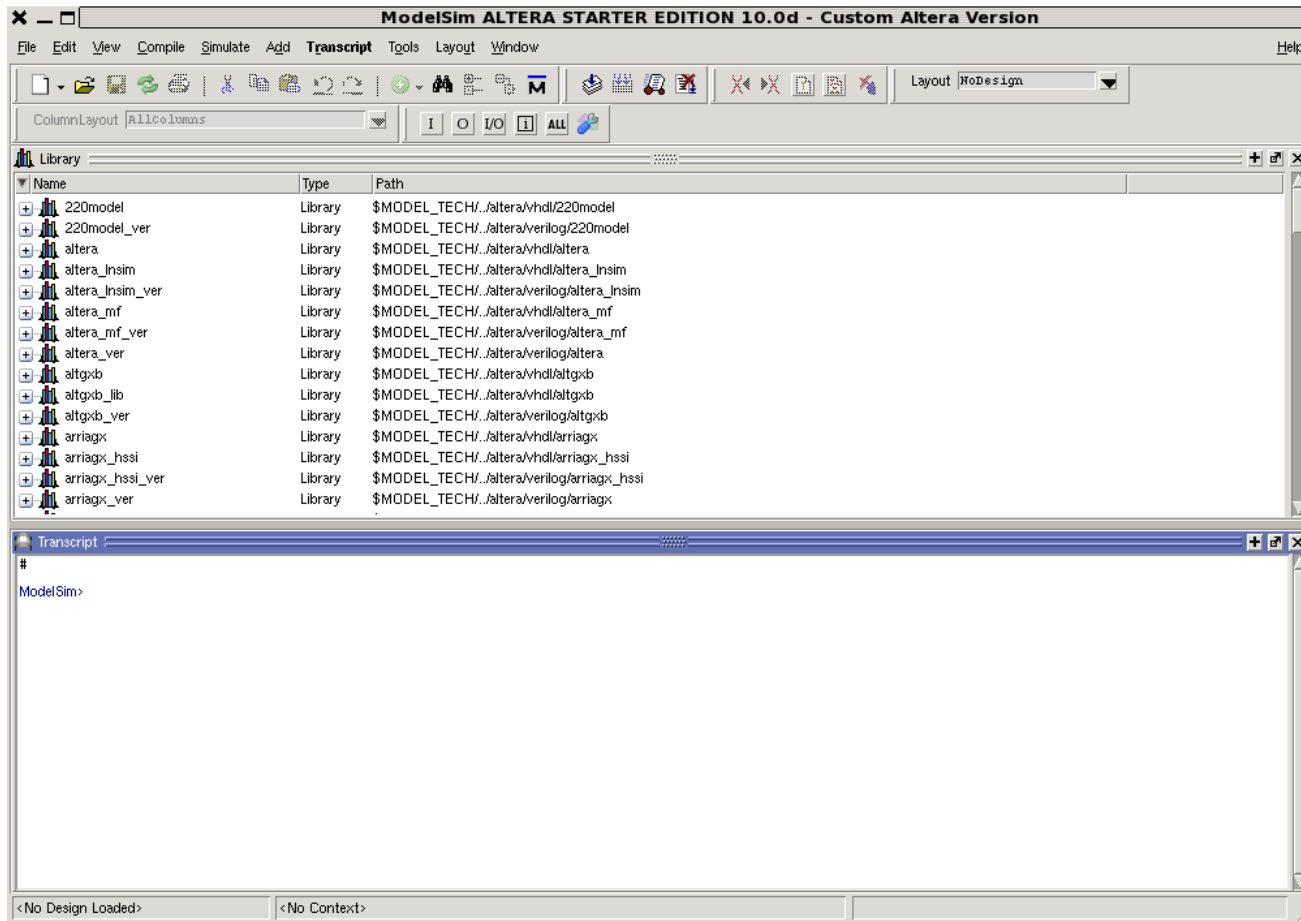 ModelSim ALTERA STARTER EDITION 10.0d - Custom Altera Version
File Edit View Compile Simulate Add Transcript Tools Layout Window Help
M Layout NoDesign
ColumnLayout AllColumns I O I/O i ALL
Library
Name Type Path
220model Library $MODEL_TECH/../altera/vhdl/220model
220model_ver Library $MODEL_TECH/../altera/verilog/220model
altera Library $MODEL_TECH/../altera/vhdl/altera
altera_lnsim Library $MODEL_TECH/../altera/vhdl/altera_lnsim
altera_lnsim_ver Library $MODEL_TECH/../altera/verilog/altera_lnsim
altera_mf Library $MODEL_TECH/../altera/vhdl/altera_mf
altera_mf_ver Library $MODEL_TECH/../altera/verilog/altera_mf
altera_ver Library $MODEL_TECH/../altera/verilog/altera
altgxb Library $MODEL_TECH/../altera/vhdl/altgxb
altgxb_lib Library $MODEL_TECH/../altera/vhdl/altgxb
altgxb_ver Library $MODEL_TECH/../altera/verilog/altgxb
arriagx Library $MODEL_TECH/../altera/vhdl/arriagx
arriagx_hssi Library $MODEL_TECH/../altera/vhdl/arriagx_hssi
arriagx_hssi_ver Library $MODEL_TECH/../altera/verilog/arriagx_hssi
arriagx_ver Library $MODEL_TECH/../altera/verilog/arriagx
Transcript
#
ModelSim>
<No Design Loaded> <No Context>